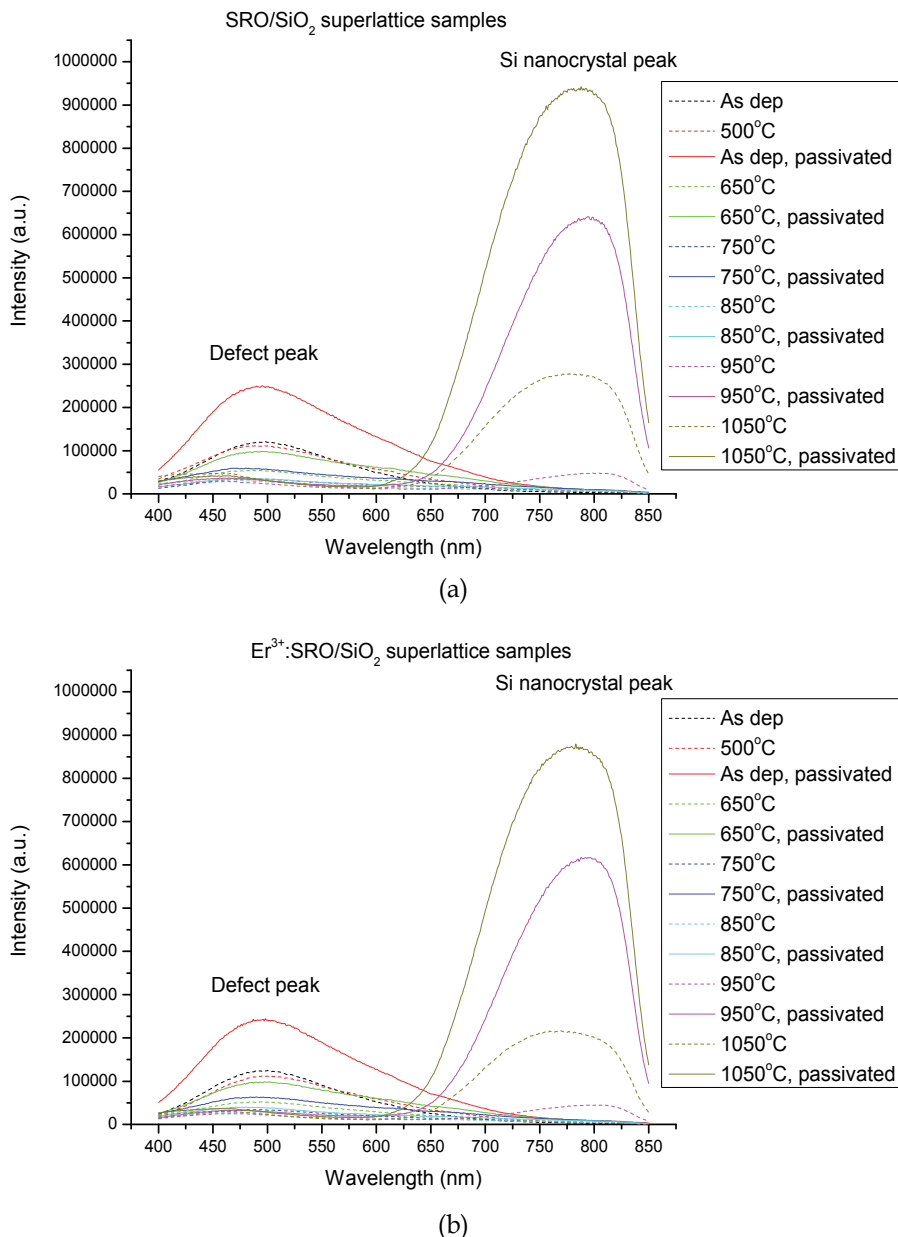 SRO/SiO₂ superlattice samples
Si nanocrystal peak
Defect peak
1000000
900000
800000
700000
600000
500000
400000
300000
200000
100000
0
Intensity (a.u.)
400 450 500 550 600 650 700 750 800 850
Wavelength (nm)
As dep
500°C
As dep, passivated
650°C
650°C, passivated
750°C
750°C, passivated
850°C
850°C, passivated
950°C
950°C, passivated
1050°C
1050°C, passivated
(a)
Er³⁺:SRO/SiO₂ superlattice samples
Si nanocrystal peak
Defect peak
1000000
900000
800000
700000
600000
500000
400000
300000
200000
100000
0
Intensity (a.u.)
400 450 500 550 600 650 700 750 800 850
Wavelength (nm)
As dep
500°C
As dep, passivated
650°C
650°C, passivated
750°C
750°C, passivated
850°C
850°C, passivated
950°C
950°C, passivated
1050°C
1050°C, passivated
(b)